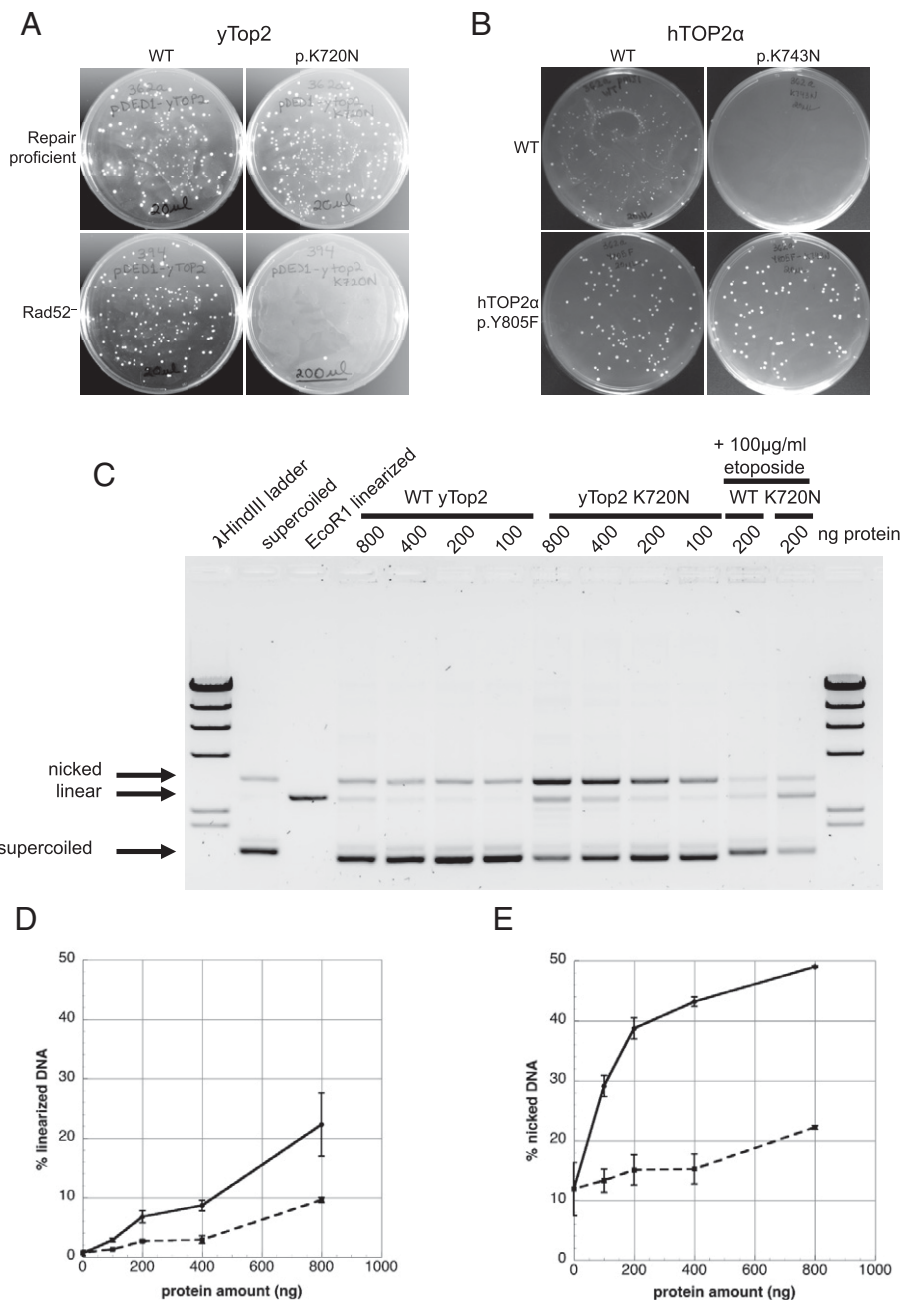 A
yTop2
WT
p.K720N
Repair
proficient
362a
pDED1-yTOP2
20ul
pDED1-ytop2
K720N
20ul
Rad52⁻
394
pDED1-yTOP2
20ul
394
pDED1-ytop2
K720N
200ul
B
hTOP2α
WT
p.K743N
WT
hTOP2α
p.Y805F
C
λHindIII ladder
supercoiled
EcoR1 linearized
WT yTop2
yTop2 K720N
+ 100µg/ml
etoposide
WT K720N
800 400 200 100 800 400 200 100 200 200 ng protein
nicked
linear
supercoiled
D
% linearized DNA
50
40
30
20
10
0
0 200 400 600 800 1000
protein amount (ng)
E
% nicked DNA
50
40
30
20
10
0
0 200 400 600 800 1000
protein amount (ng)